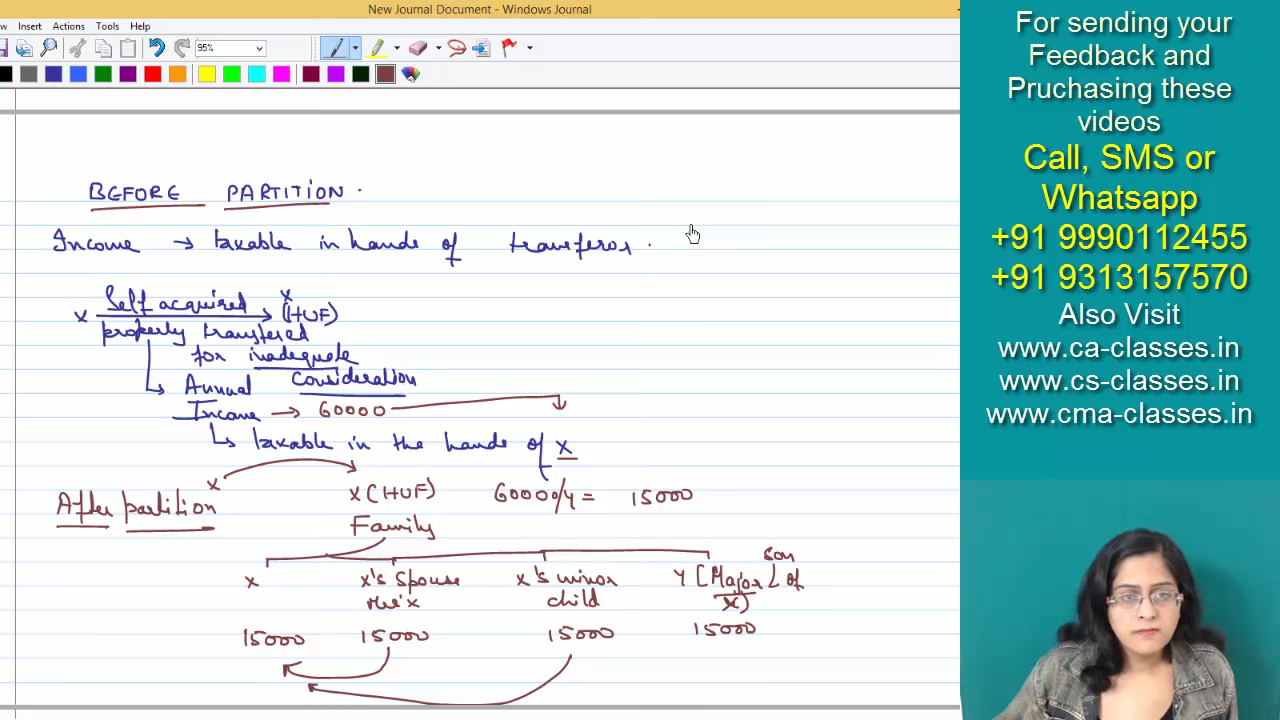 New Journal Document - Windows Journal
Insert Actions Tools Help
95%
BEFORE PARTITION.
Income → taxable in hands of transferor.
x Self acquired x (HUF)
property transferred
for inadequate
consideration
Annual
Income → 60000
taxable in the hands of x
After partition x
x (HUF) 60000/4 = 15000
Family
x x's Spouse x's minor Y [Major son of
child x)
15000 15000 15000 15000
For sending your
Feedback and
Pruchasing these
videos
Call, SMS or
Whatsapp
+91 9990112455
+91 9313157570
Also Visit
www.ca-classes.in
www.cs-classes.in
www.cma-classes.in